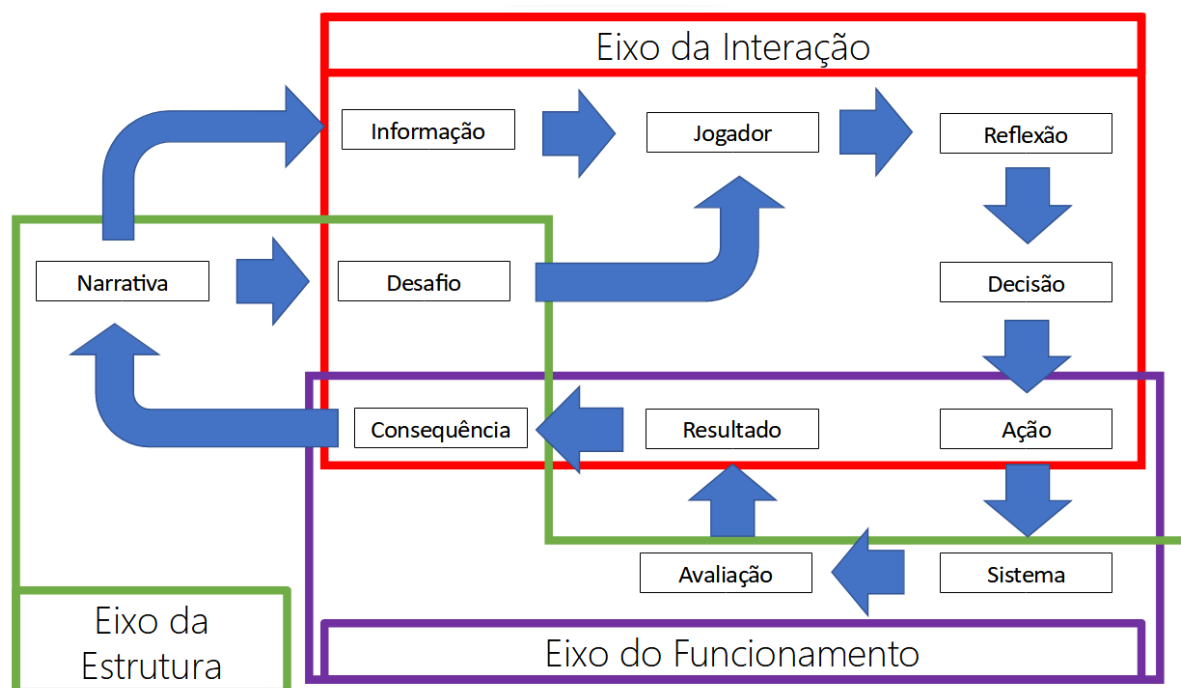 Eixo da Interação
Informação
Jogador
Reflexão
Narrativa
Desafio
Decisão
Consequência
Resultado
Ação
Avaliação
Sistema
Eixo da
Estrutura
Eixo do Funcionamento